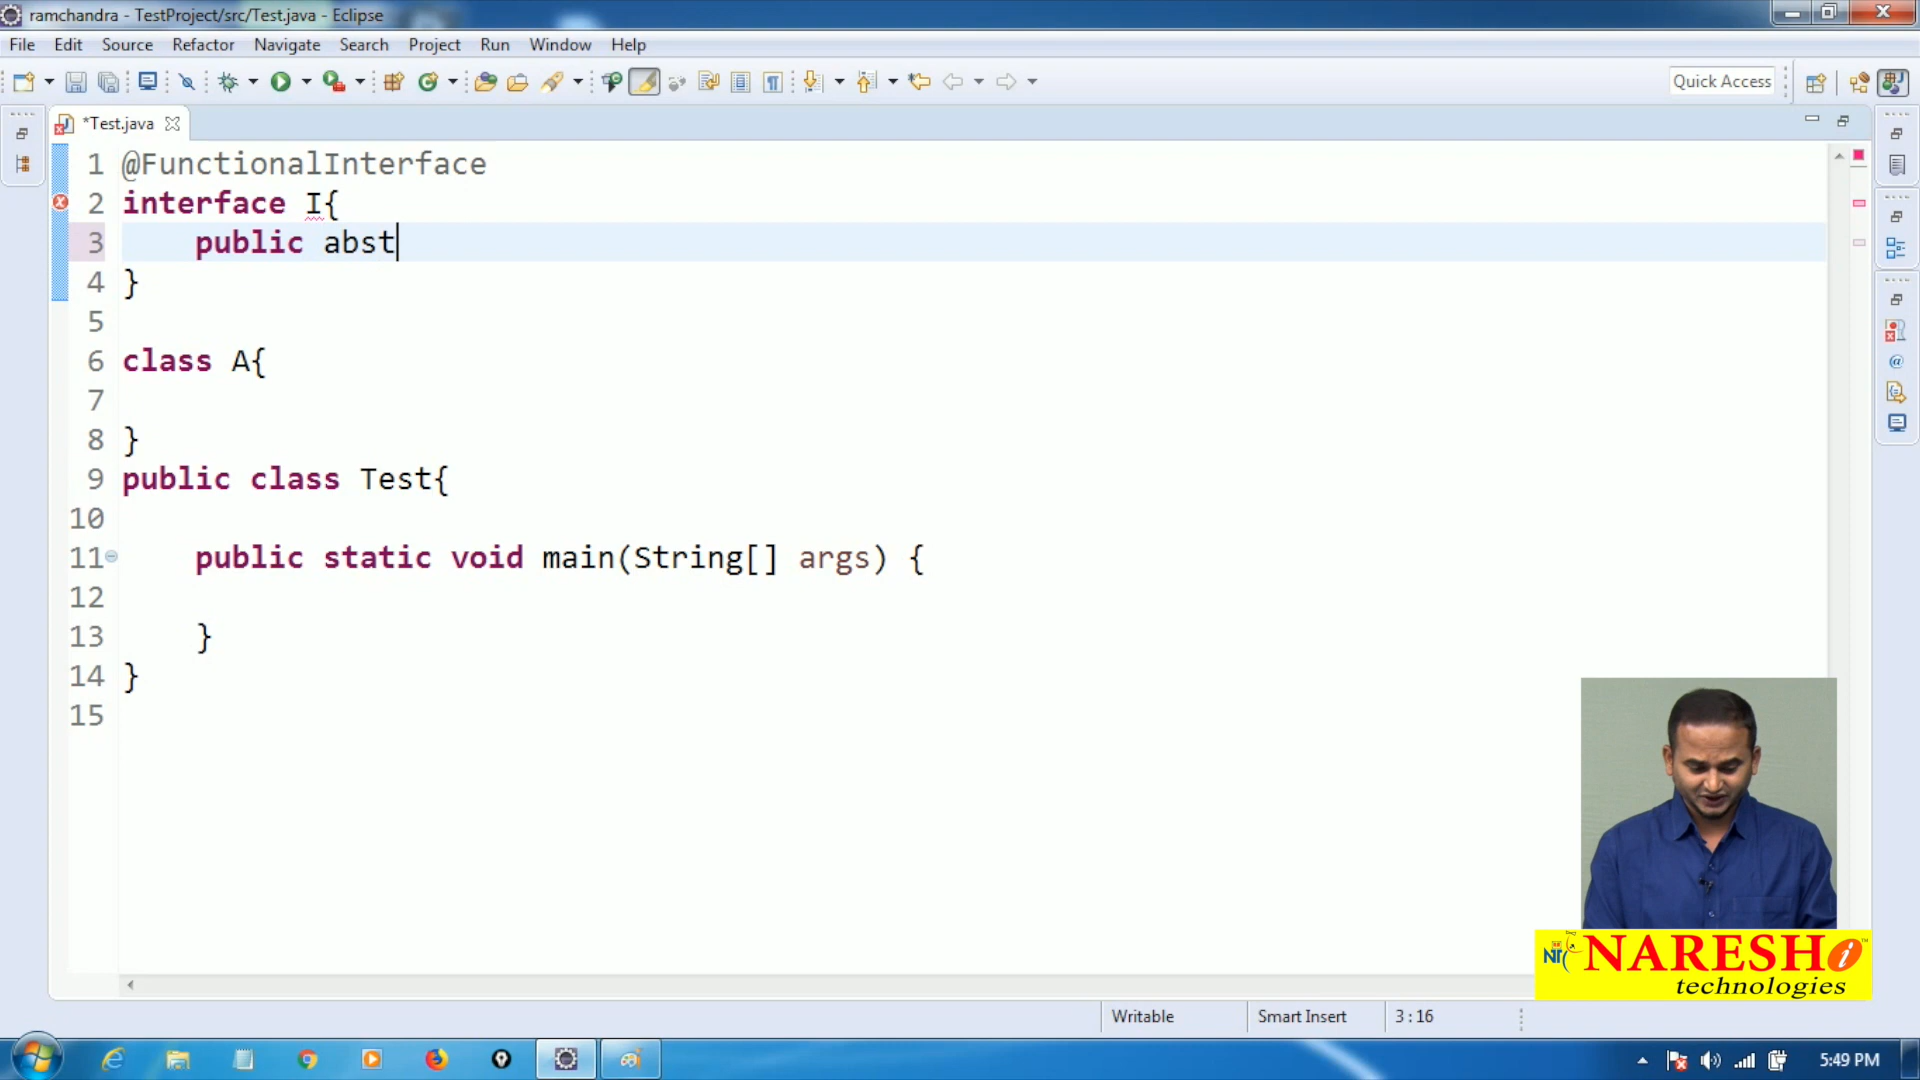 ramchandra - TestProject/src/Test.java - Eclipse
File Edit Source Refactor Navigate Search Project Run Window Help
Quick Access
*Test.java
1 @FunctionalInterface
2 interface I{
3 public abst
4 }
5
6 class A{
7
8 }
9 public class Test{
10
11 public static void main(String[] args) {
12
13 }
14 }
15
NARESH i
technologies
Writable Smart Insert 3 : 16
5:49 PM